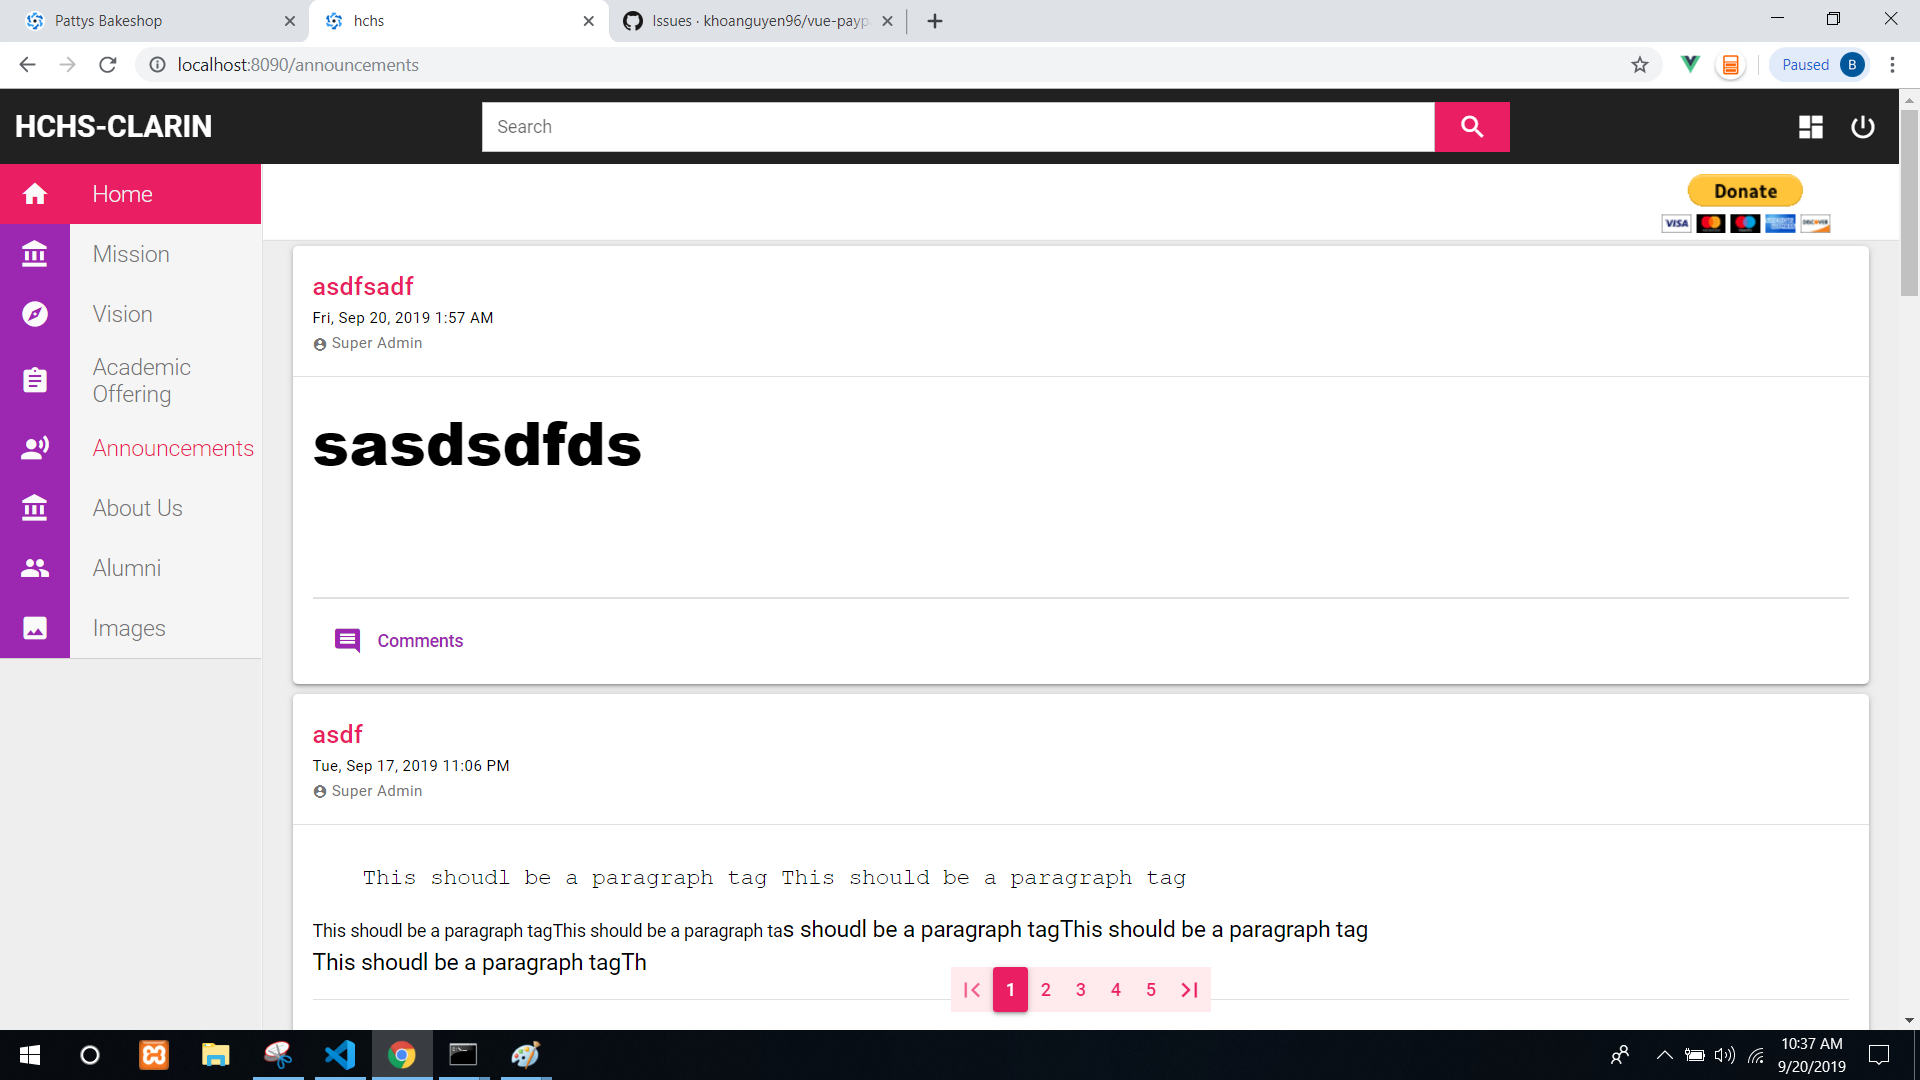 Pattys Bakeshop
hchs
Issues · khoanguyen96/vue-payp
localhost:8090/announcements
Paused
B
HCHS-CLARIN
Search
Home
Mission
Vision
Academic
Offering
Announcements
About Us
Alumni
Images
Donate
VISA
DISCOVER
asdfsadf
Fri, Sep 20, 2019 1:57 AM
Super Admin
sasdsdfds
Comments
asdf
Tue, Sep 17, 2019 11:06 PM
Super Admin
This shoudl be a paragraph tag This should be a paragraph tag
This shoudl be a paragraph tagThis should be a paragraph tas shoudl be a paragraph tagThis should be a paragraph tag
This shoudl be a paragraph tagTh
1 2 3 4 5
10:37 AM
9/20/2019